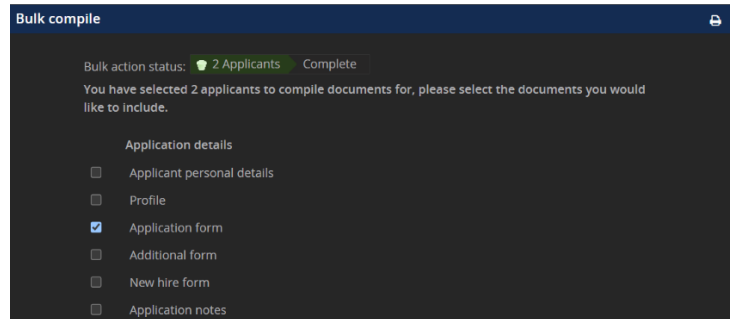 Bulk compile
Bulk action status: 2 Applicants Complete
You have selected 2 applicants to compile documents for, please select the documents you would
like to include.
Application details
Applicant personal details
Profile
Application form
Additional form
New hire form
Application notes